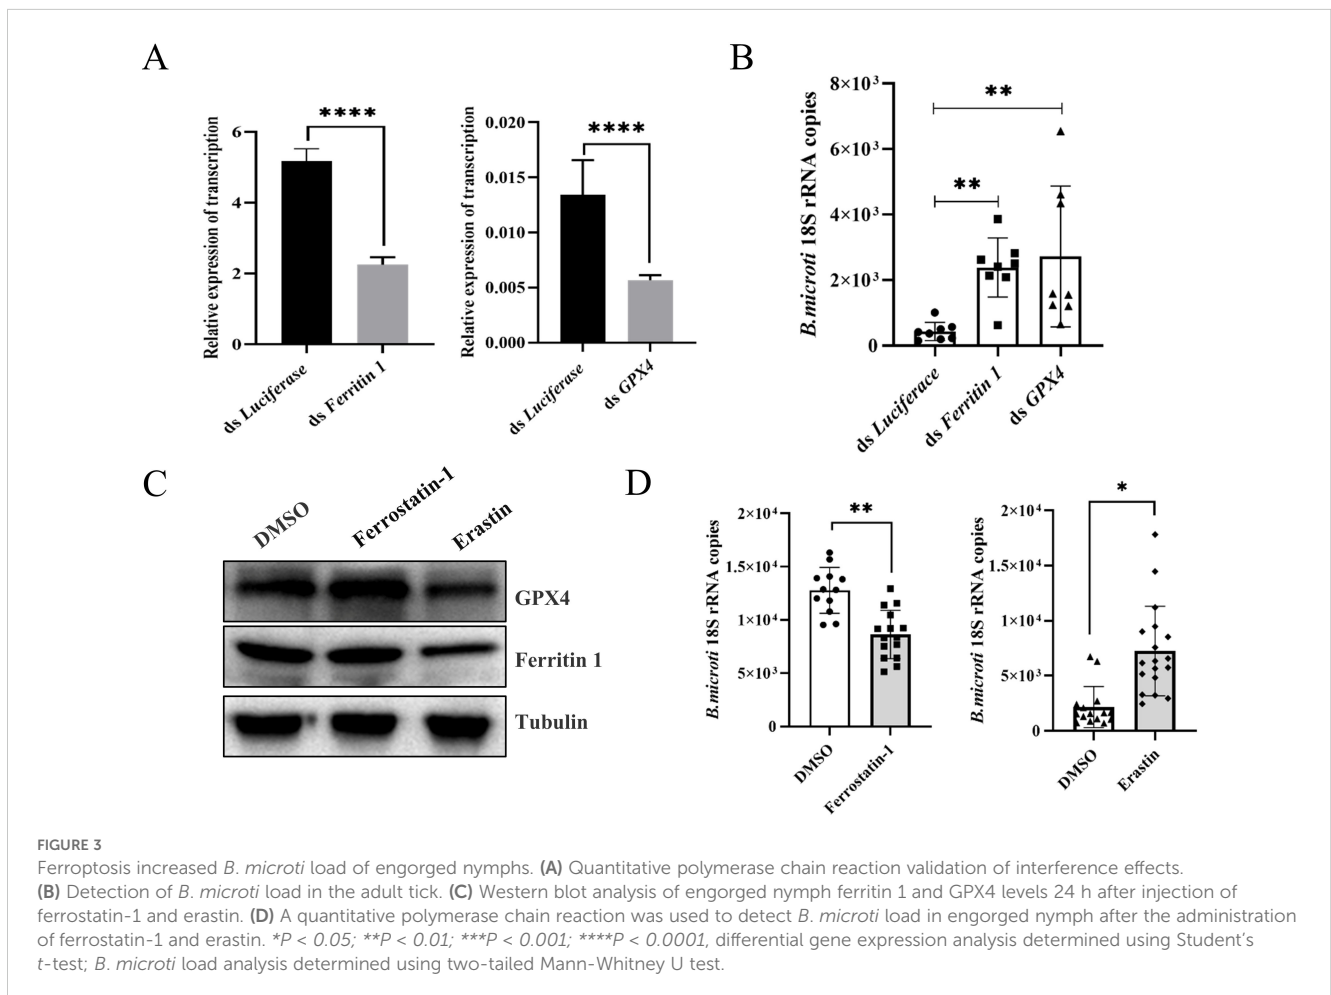 A
B
****
6
4
2
0
Relative expression of transcription
ds Luciferase
ds Ferritin 1
****
0.020
0.015
0.010
0.005
0.000
Relative expression of transcription
ds Luciferase
ds GPX4
**
**
8×10³
6×10³
4×10³
2×10³
0
B.microti 18S rRNA copies
ds Luciferace
ds Ferritin 1
ds GPX4
C
DMSO
Ferrostatin-1
Erastin
GPX4
Ferritin 1
Tubulin
D
**
2×10⁴
1.5×10⁴
1×10⁴
5×10³
0
B.microti 18S rRNA copies
DMSO
Ferrostatin-1
*
2×10⁴
1.5×10⁴
1×10⁴
5×10³
0
B.microti 18S rRNA copies
DMSO
Erastin
FIGURE 3
Ferroptosis increased B. microti load of engorged nymphs. (A) Quantitative polymerase chain reaction validation of interference effects.
(B) Detection of B. microti load in the adult tick. (C) Western blot analysis of engorged nymph ferritin 1 and GPX4 levels 24 h after injection of
ferrostatin-1 and erastin. (D) A quantitative polymerase chain reaction was used to detect B. microti load in engorged nymph after the administration
of ferrostatin-1 and erastin. *P < 0.05; **P < 0.01; ***P < 0.001; ****P < 0.0001, differential gene expression analysis determined using Student's
t-test; B. microti load analysis determined using two-tailed Mann-Whitney U test.